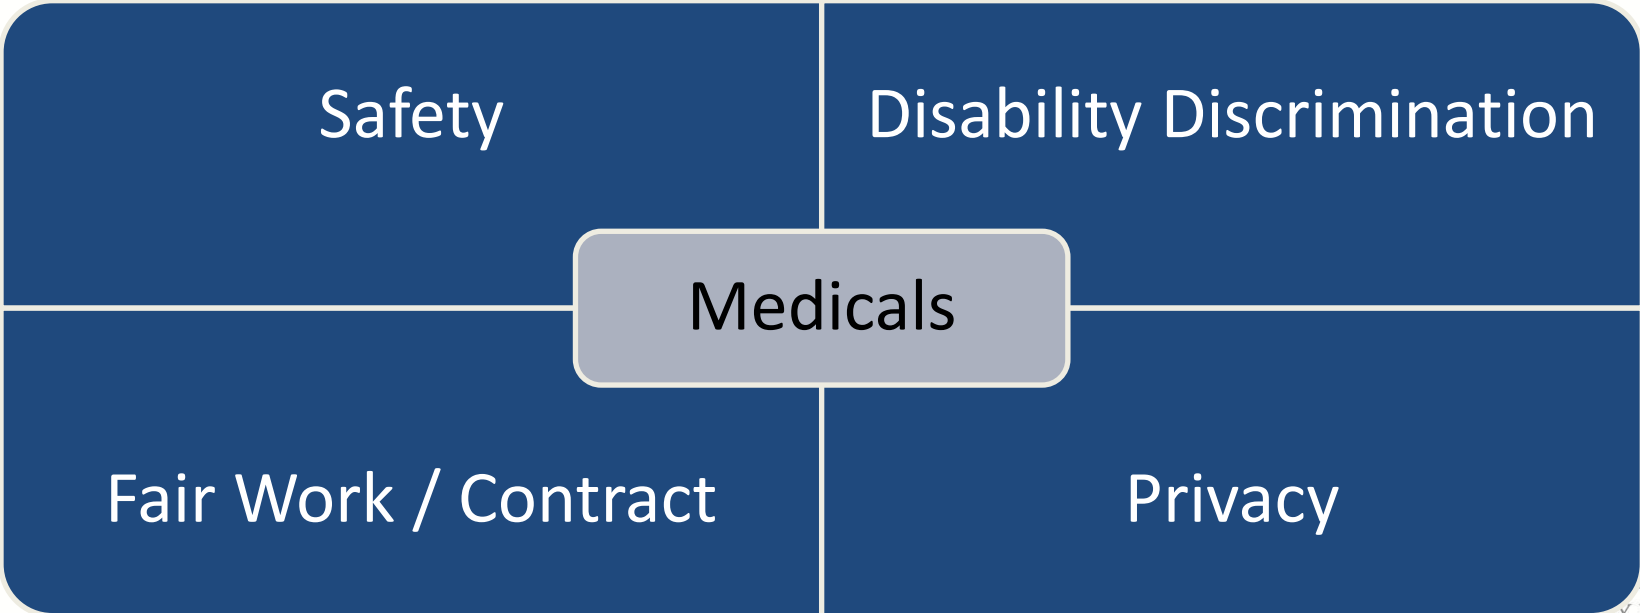 Safety
Disability Discrimination
Medicals
Fair Work / Contract
Privacy